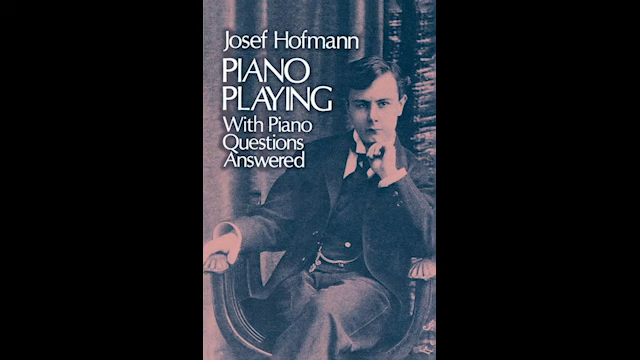 Josef Hofmann
PIANO
PLAYING
With Piano
Questions
Answered